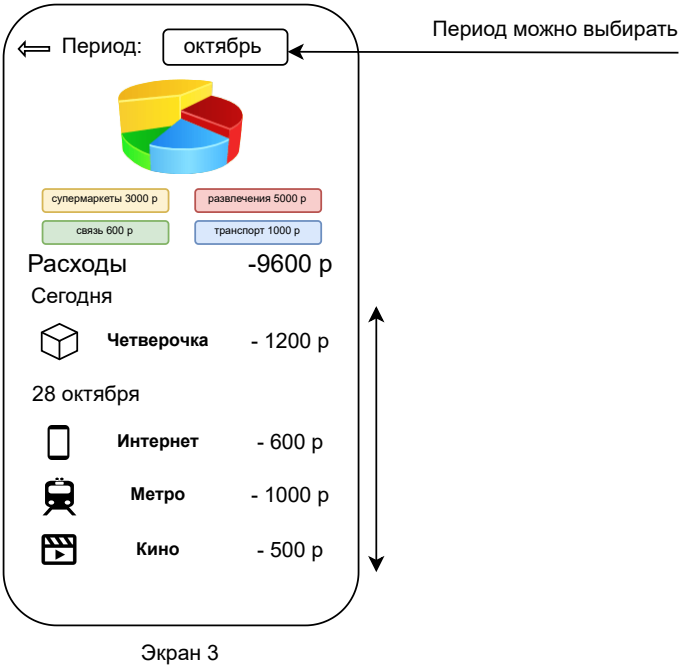 Период можно выбирать
Период:
октябрь
супермаркеты 3000 р
развлечения 5000 р
связь 600 р
транспорт 1000 р
Расходы -9600 р
Сегодня
Четверочка - 1200 р
28 октября
Интернет - 600 р
Метро - 1000 р
Кино - 500 р
Экран 3